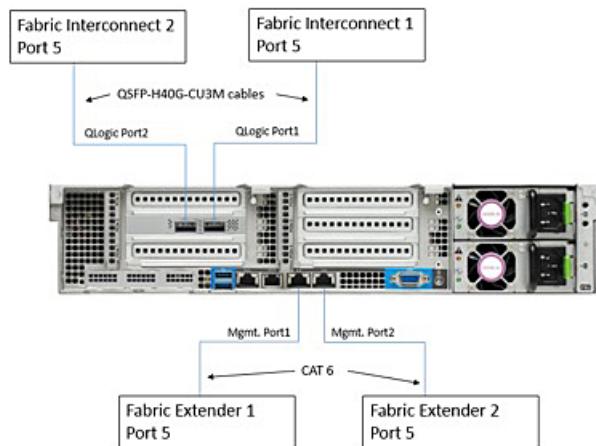 Fabric Interconnect 2
Port 5
Fabric Interconnect 1
Port 5
QSFP-H40G-CU3M cables
QLogic Port2
QLogic Port1
Mgmt. Port1
Mgmt. Port2
CAT 6
Fabric Extender 1
Port 5
Fabric Extender 2
Port 5